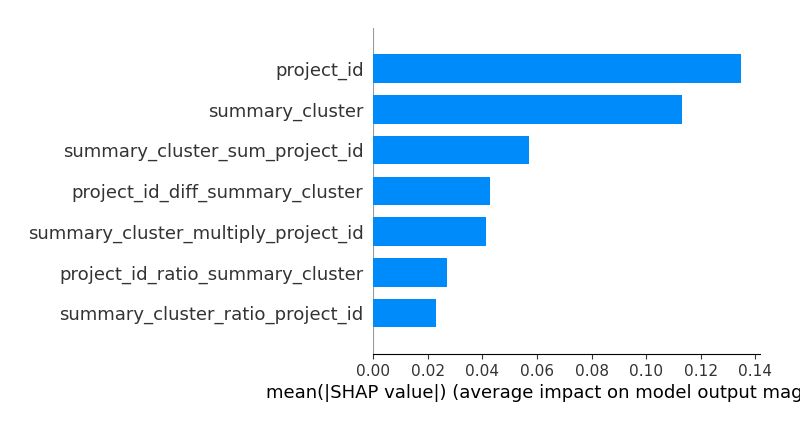 project_id
summary_cluster
summary_cluster_sum_project_id
project_id_diff_summary_cluster
summary_cluster_multiply_project_id
project_id_ratio_summary_cluster
summary_cluster_ratio_project_id
0.00 0.02 0.04 0.06 0.08 0.10 0.12 0.14
mean(|SHAP value|) (average impact on model output mag